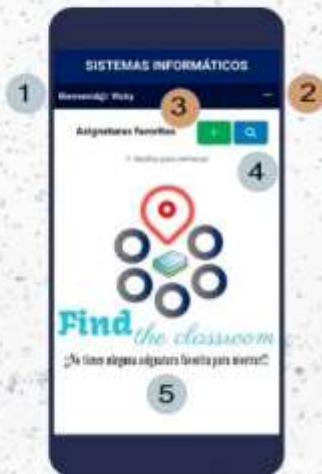 SISTEMAS INFORMÁTICOS
1
Bienvenid@: Vicky
2
3
Asignaturas Favoritas
+
4
Find
the classroom
¡¡No tienes ninguna asignatura favorita para mostrar!!
5